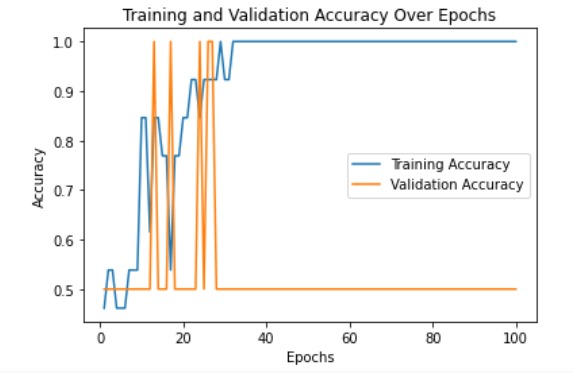 Training and Validation Accuracy Over Epochs
1.0
0.9
0.8
0.7
0.6
0.5
Accuracy
Training Accuracy
Validation Accuracy
0 20 40 60 80 100
Epochs